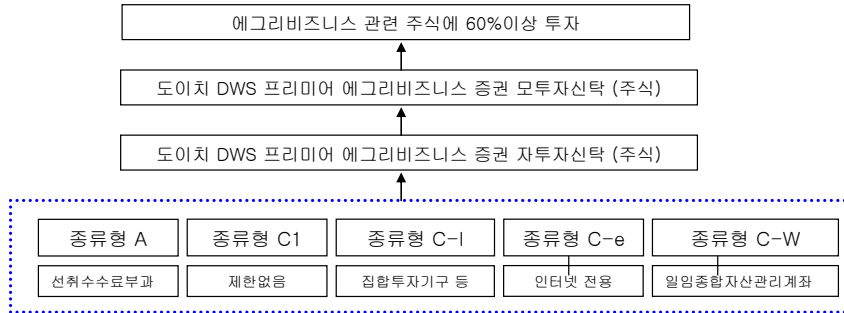 에그리비즈니스 관련 주식에 60%이상 투자
도이치 DWS 프리미어 에그리비즈니스 증권 모투자신탁 (주식)
도이치 DWS 프리미어 에그리비즈니스 증권 자투자신탁 (주식)
종류형 A 종류형 C1 종류형 C-I 종류형 C-e 종류형 C-W
선취수수료부과 제한없음 집합투자기구 등 인터넷 전용 일임종합자산관리계좌